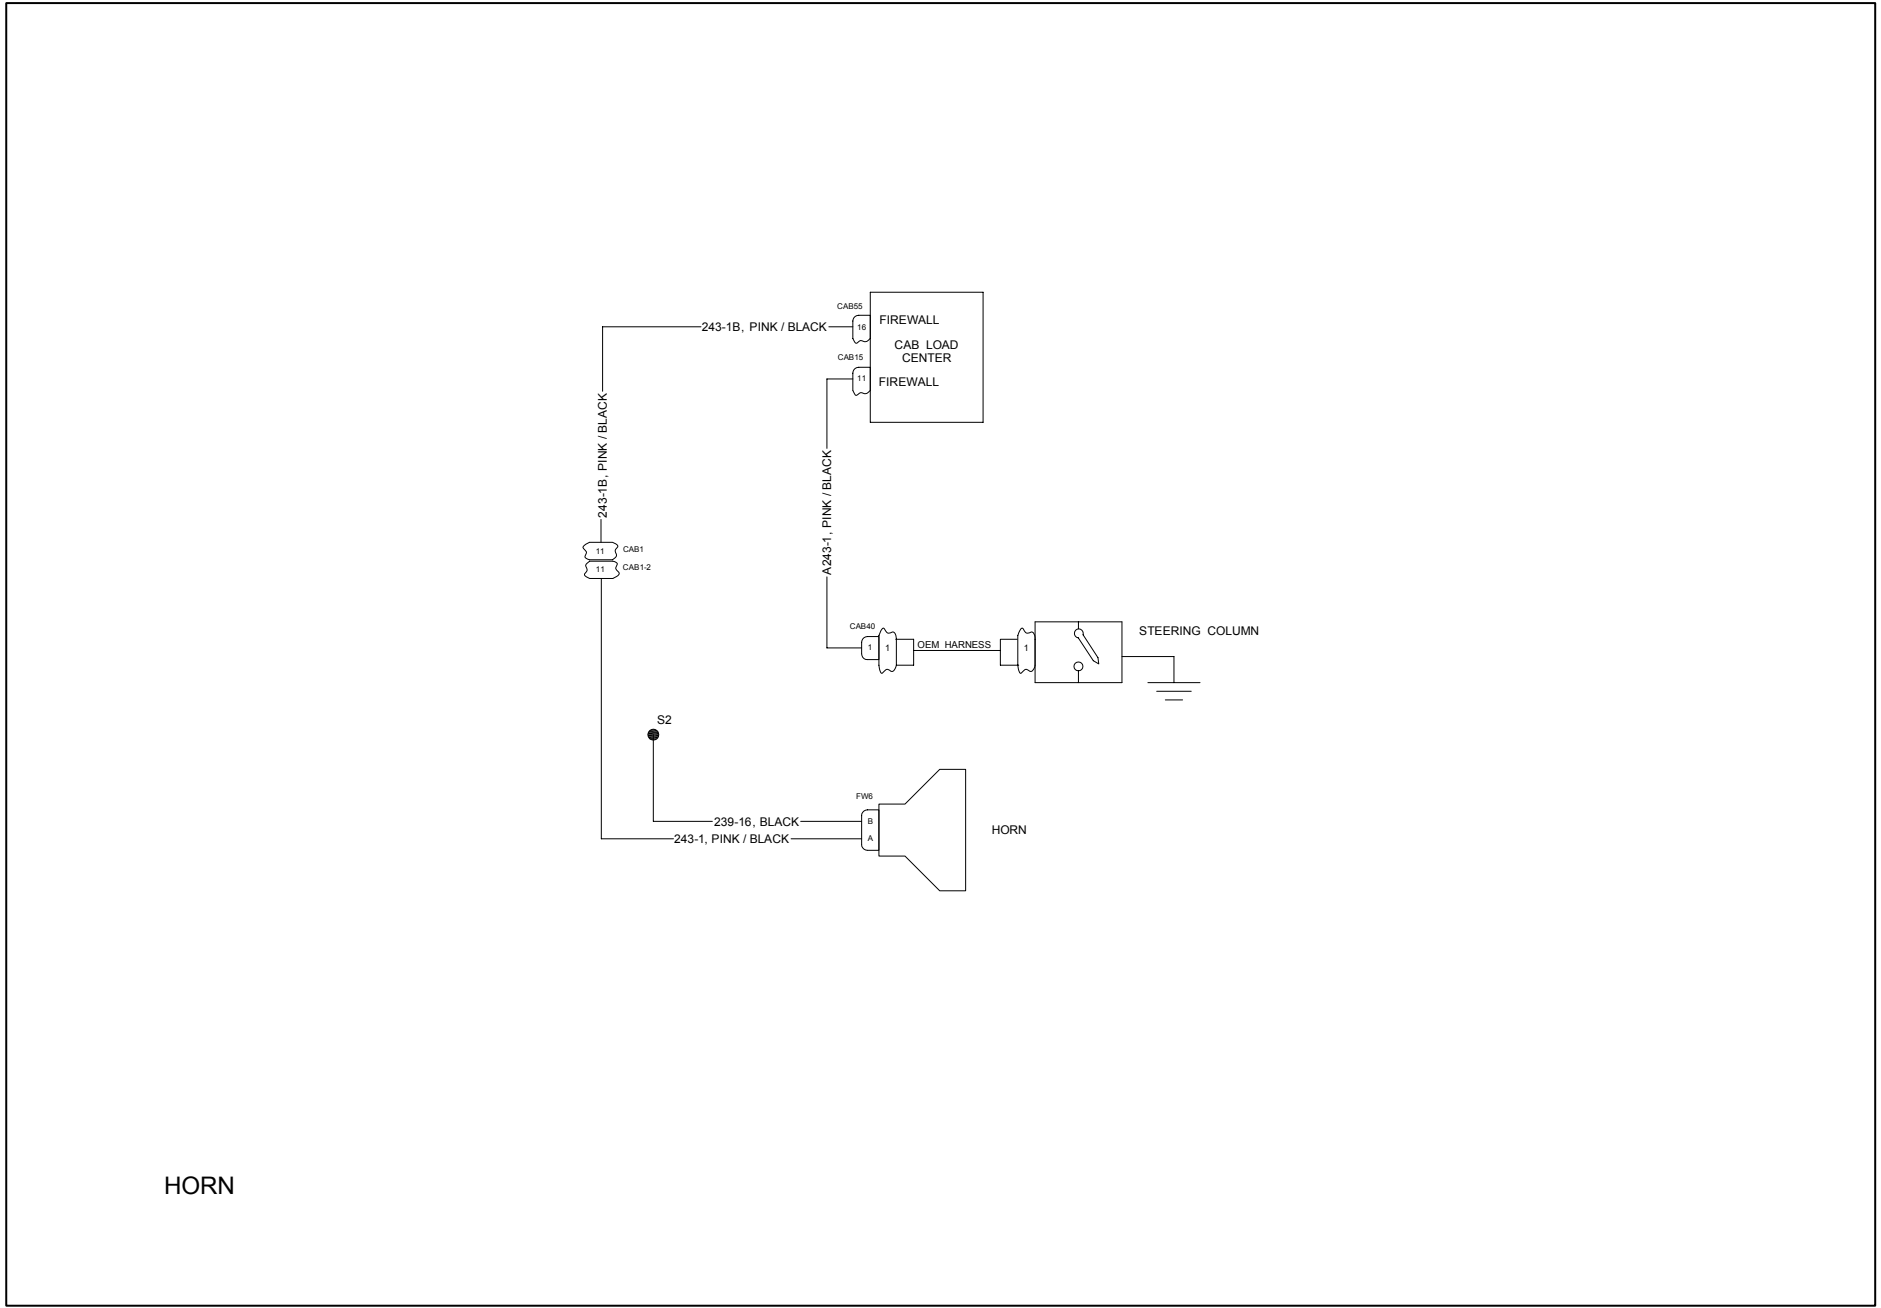 CAB55
16
FIREWALL
243-1B, PINK / BLACK
CAB LOAD
CENTER
CAB15
11
FIREWALL
243-1B, PINK / BLACK
A243-1, PINK / BLACK
11
CAB1
11
CAB1-2
CAB40
1
1
OEM HARNESS
1
STEERING COLUMN
S2
FW6
239-16, BLACK
B
243-1, PINK / BLACK
A
HORN
HORN